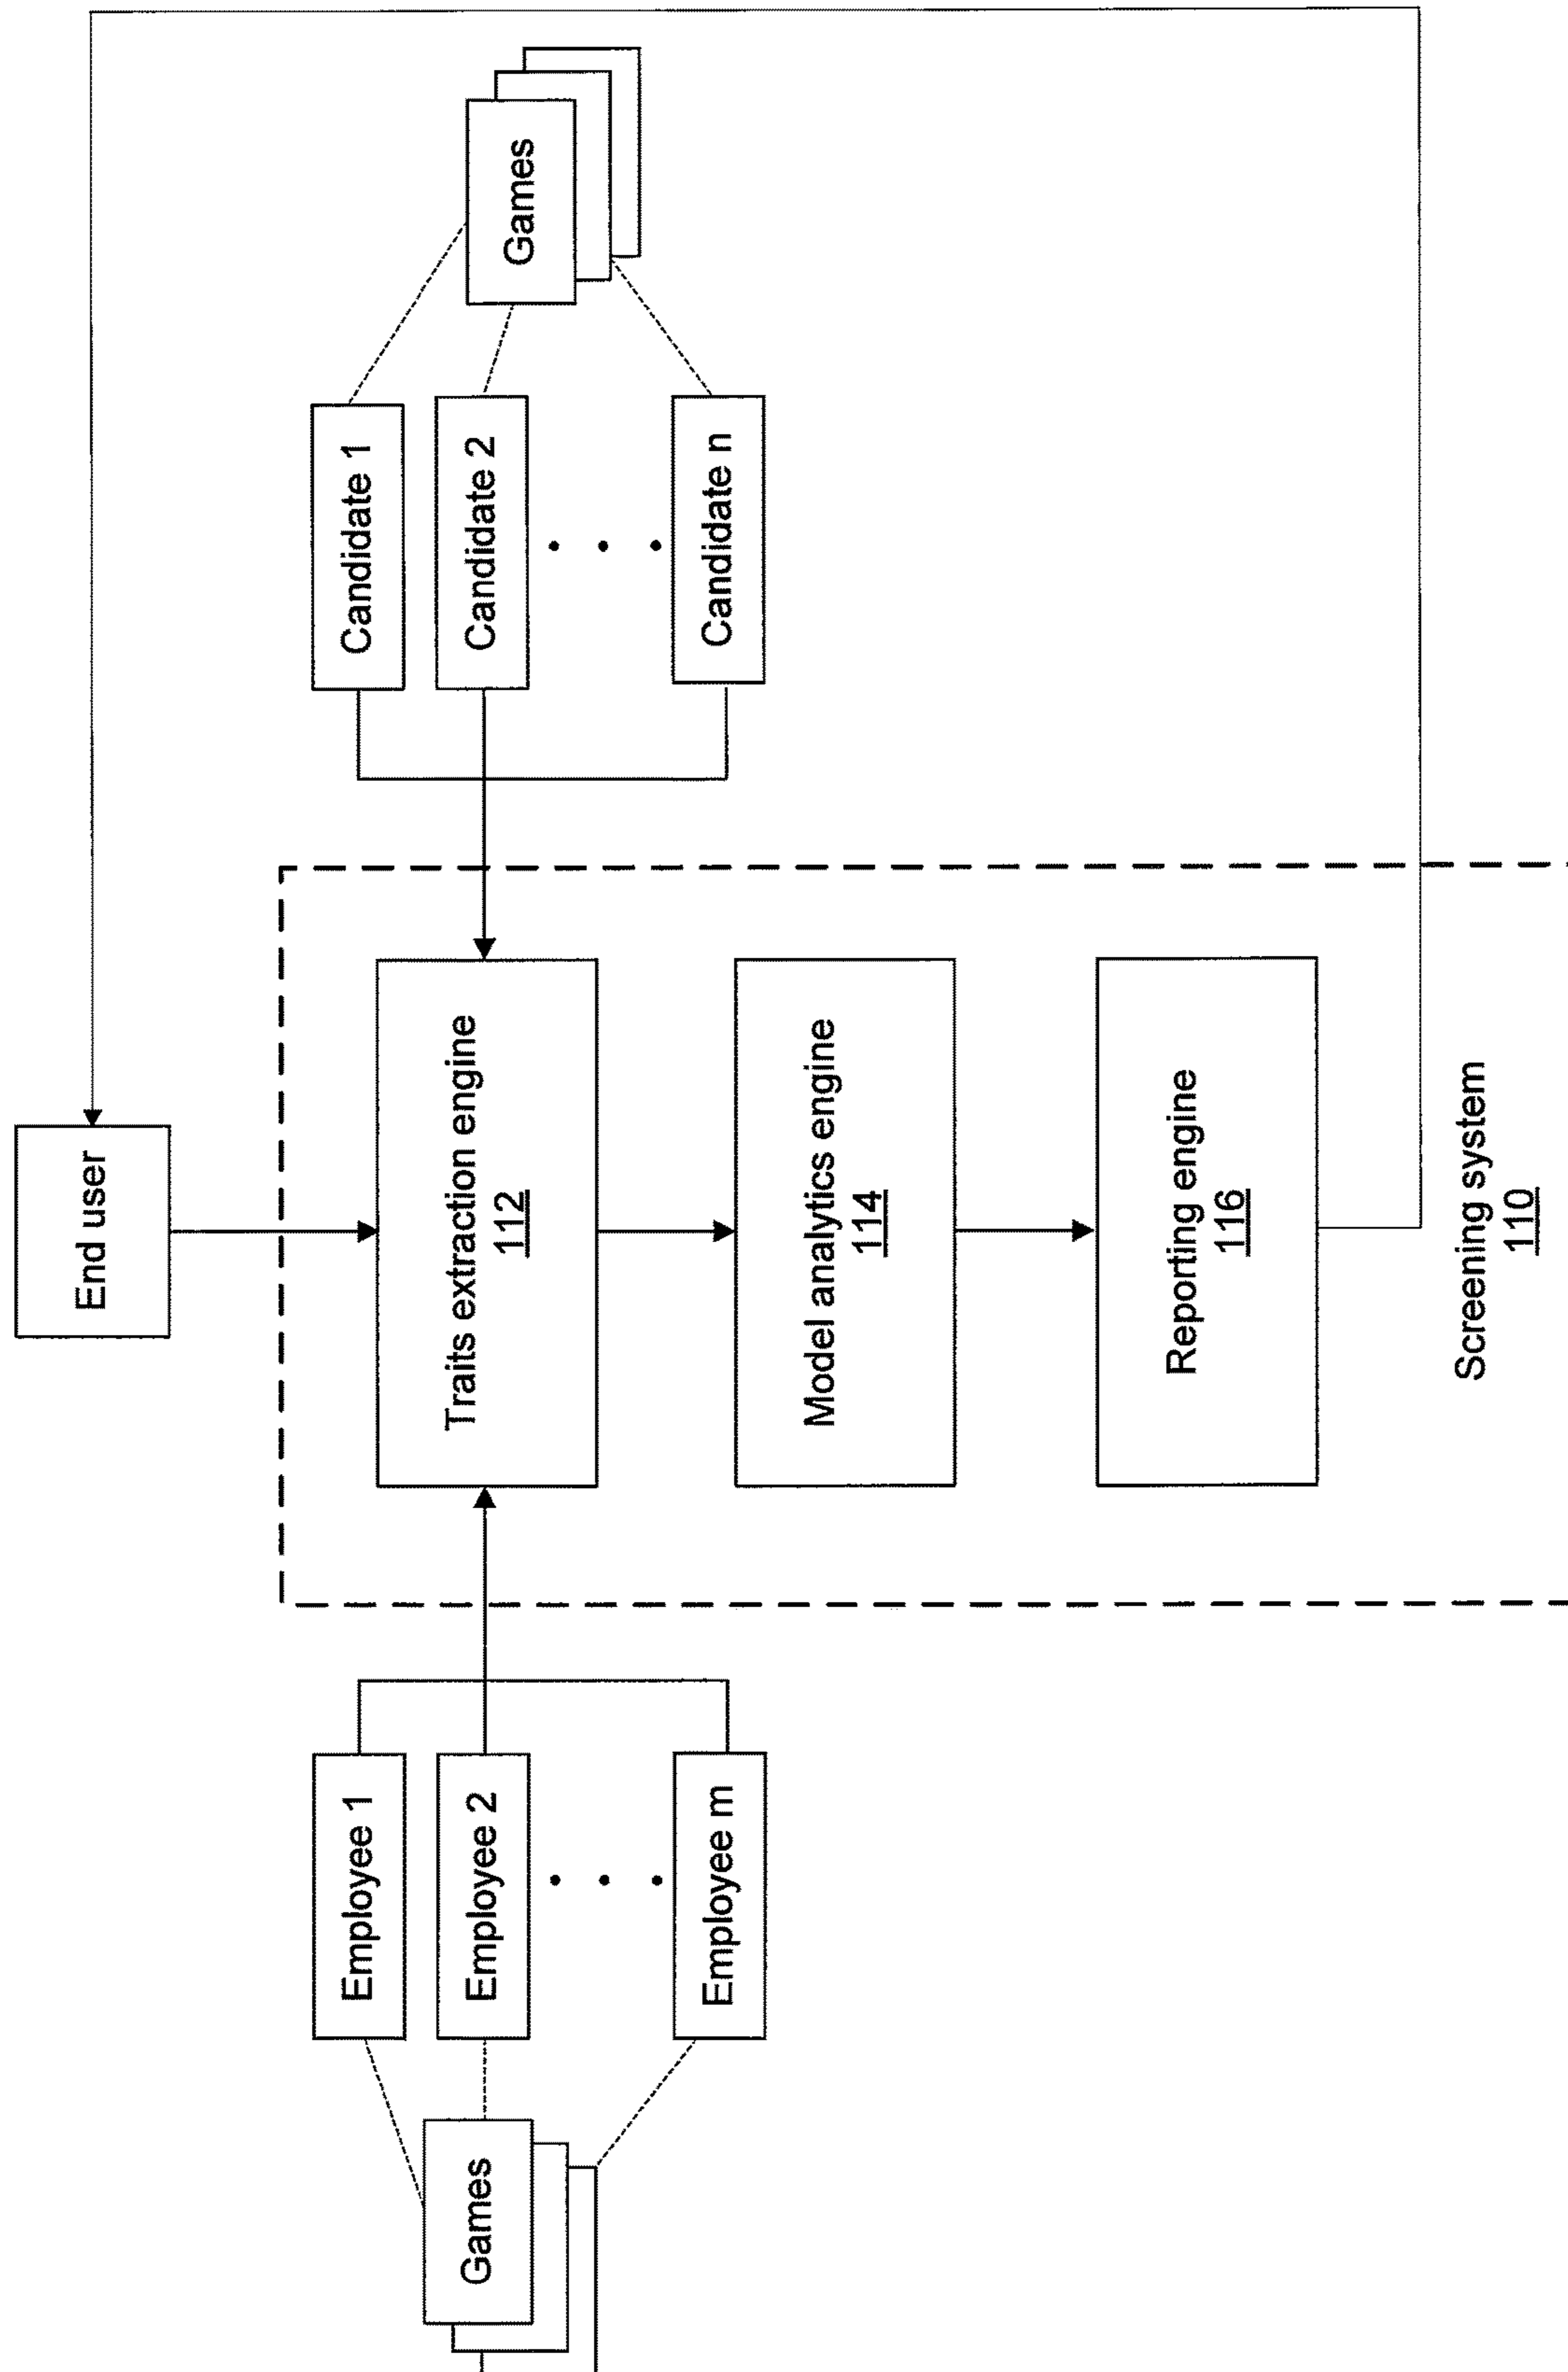 End user
Games
Employee 1
Employee 2
Employee m
Traits extraction engine
112
Model analytics engine
114
Reporting engine
116
Screening system
110
Candidate 1
Candidate 2
Candidate n
Games